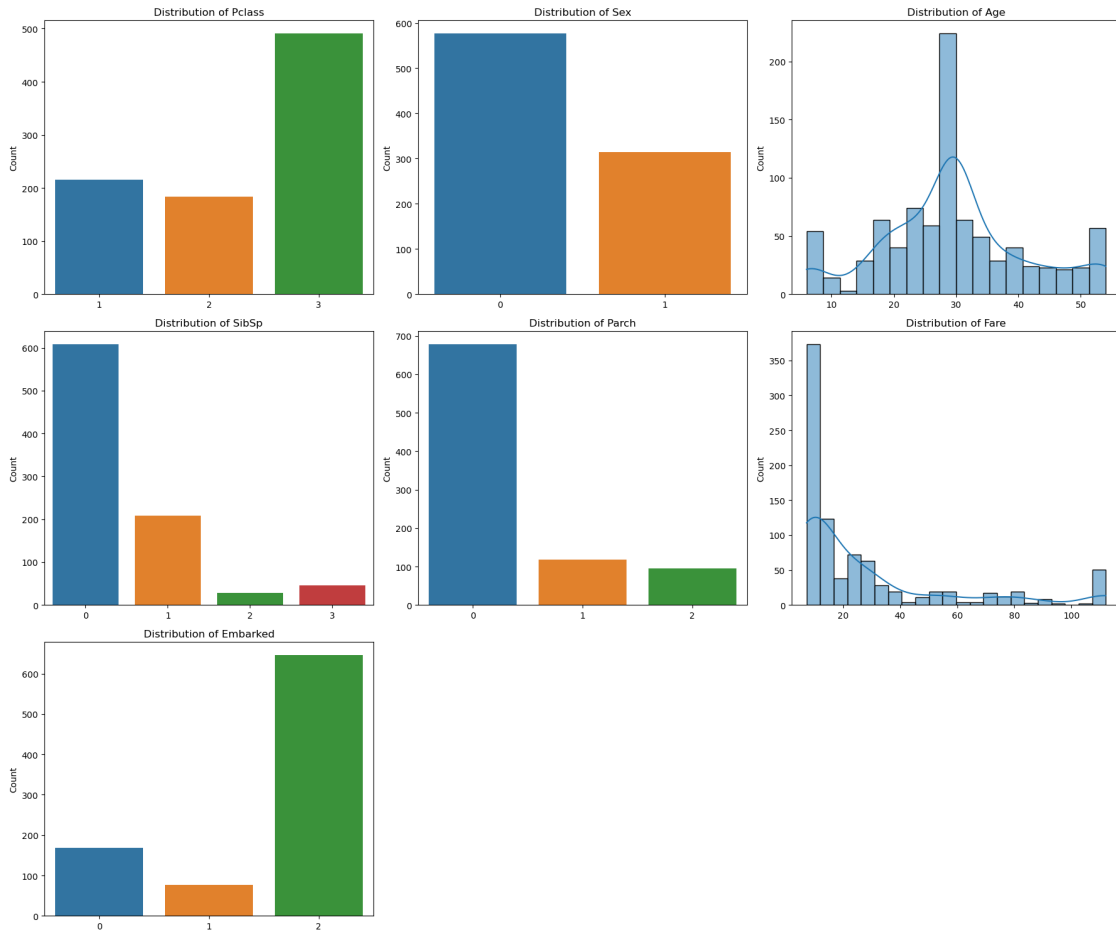 Distribution of Pclass
Count
500
400
300
200
100
0
1 2 3
Distribution of Sex
Count
600
500
400
300
200
100
0
0 1
Distribution of Age
Count
200
150
100
50
0
10 20 30 40 50
Distribution of SibSp
Count
600
500
400
300
200
100
0
0 1 2 3
Distribution of Parch
Count
700
600
500
400
300
200
100
0
0 1 2
Distribution of Fare
Count
350
300
250
200
150
100
50
0
20 40 60 80 100
Distribution of Embarked
Count
600
500
400
300
200
100
0
0 1 2